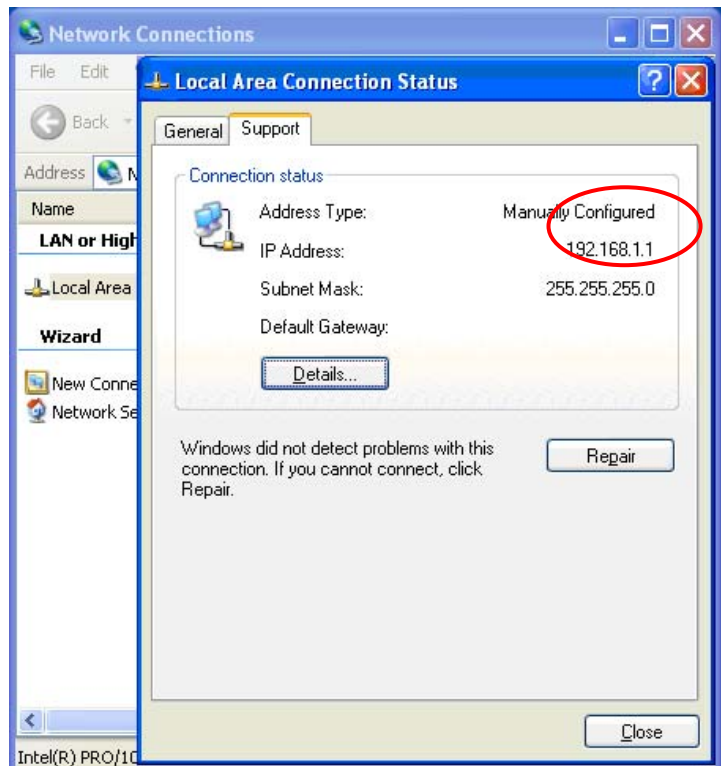 Network Connections
File Edit
Local Area Connection Status
Back
General Support
Address
Connection status
Name
Address Type: Manually Configured
LAN or High
IP Address: 192.168.1.1
Local Area
Subnet Mask: 255.255.255.0
Default Gateway:
Wizard
Details...
New Conne
Network Se
Windows did not detect problems with this
connection. If you cannot connect, click
Repair.
Repair
Close
Intel(R) PRO/10